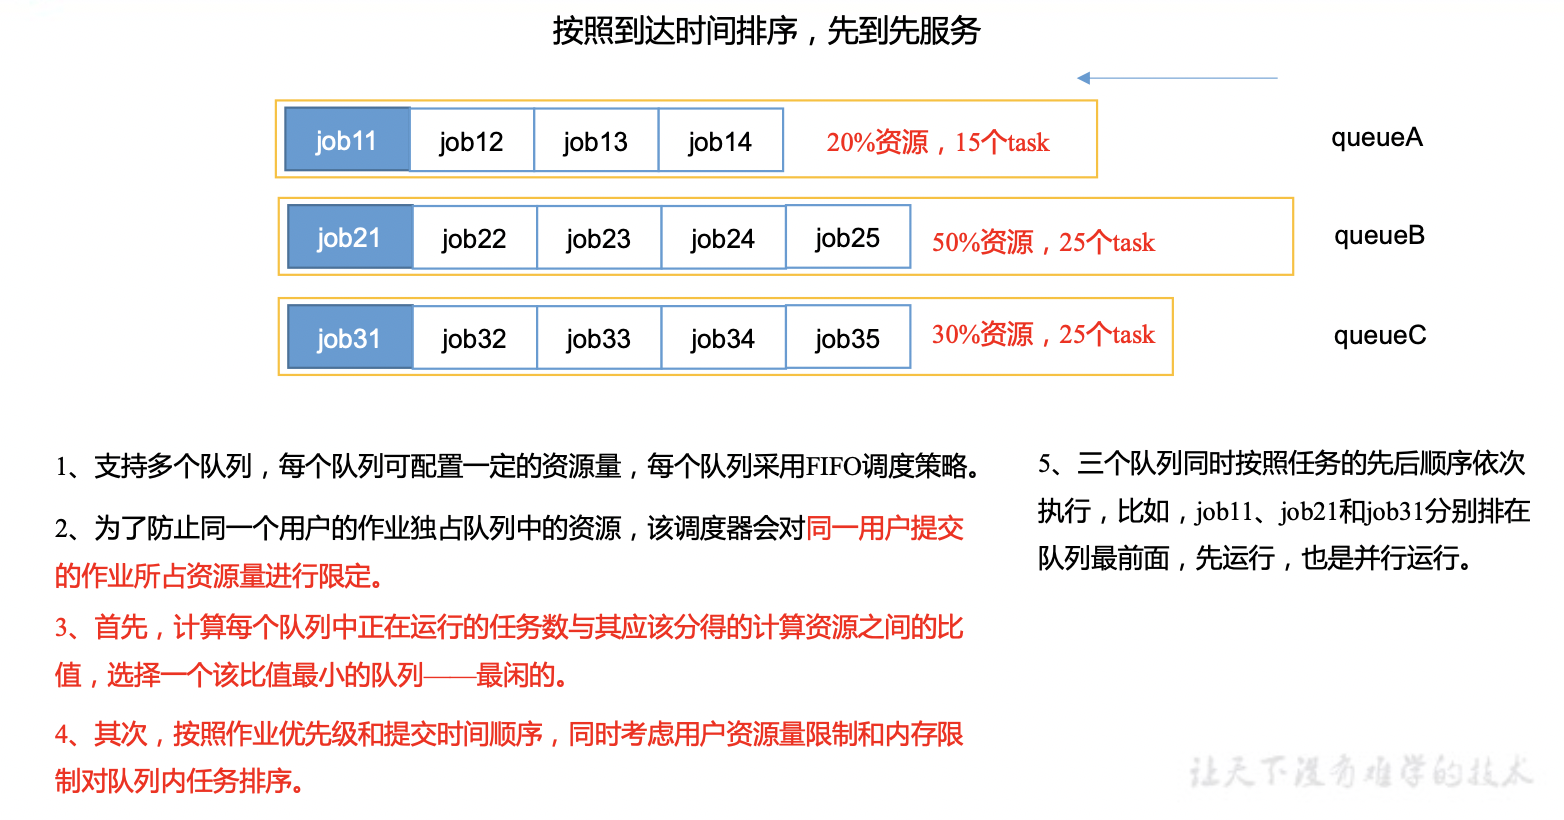 按照到达时间排序，先到先服务
job11 job12 job13 job14 20%资源，15个task queueA
job21 job22 job23 job24 job25 50%资源，25个task queueB
job31 job32 job33 job34 job35 30%资源，25个task queueC
1、支持多个队列，每个队列可配置一定的资源量，每个队列采用FIFO调度策略。
2、为了防止同一个用户的作业独占队列中的资源，该调度器会对同一用户提交
的作业所占资源量进行限定。
3、首先，计算每个队列中正在运行的任务数与其应该分得的计算资源之间的比
值，选择一个该比值最小的队列——最闲的。
4、其次，按照作业优先级和提交时间顺序，同时考虑用户资源量限制和内存限
制对队列内任务排序。
5、三个队列同时按照任务的先后顺序依次
执行，比如，job11、job21和job31分别排在
队列最前面，先运行，也是并行运行。
让天下没有难学的技术